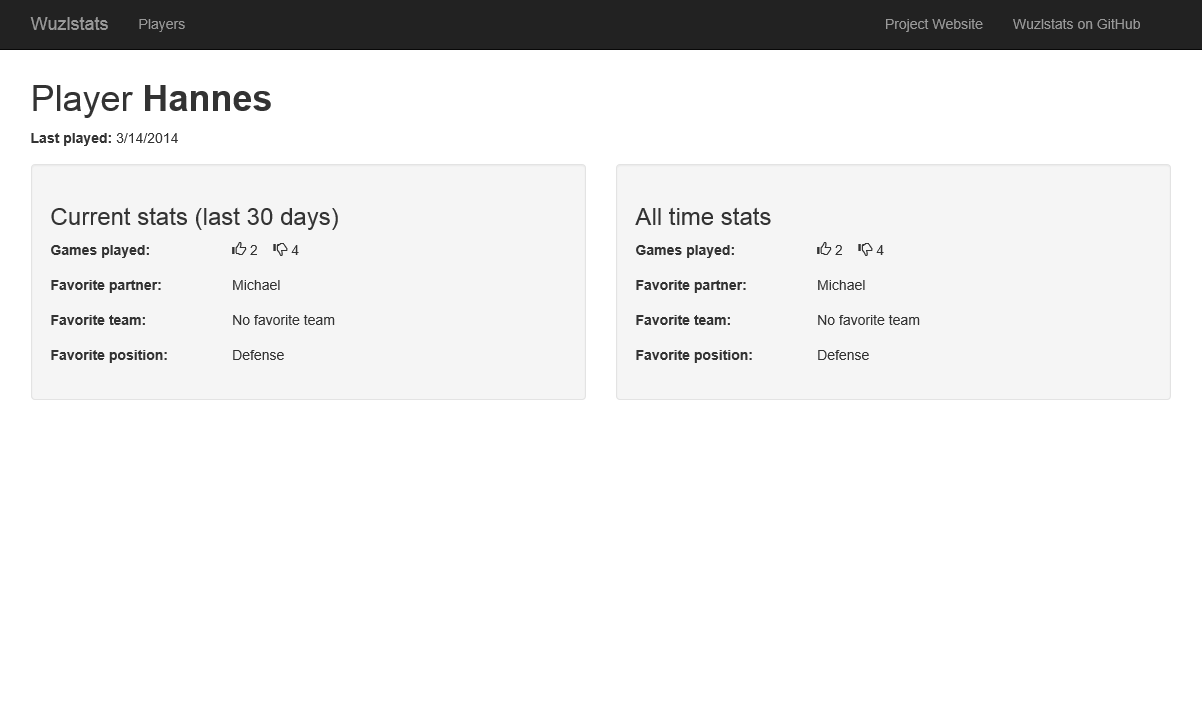 Wuzlstats Players Project Website Wuzlstats on GitHub
Player Hannes
Last played: 3/14/2014
Current stats (last 30 days)
Games played: 2 4
Favorite partner: Michael
Favorite team: No favorite team
Favorite position: Defense
All time stats
Games played: 2 4
Favorite partner: Michael
Favorite team: No favorite team
Favorite position: Defense